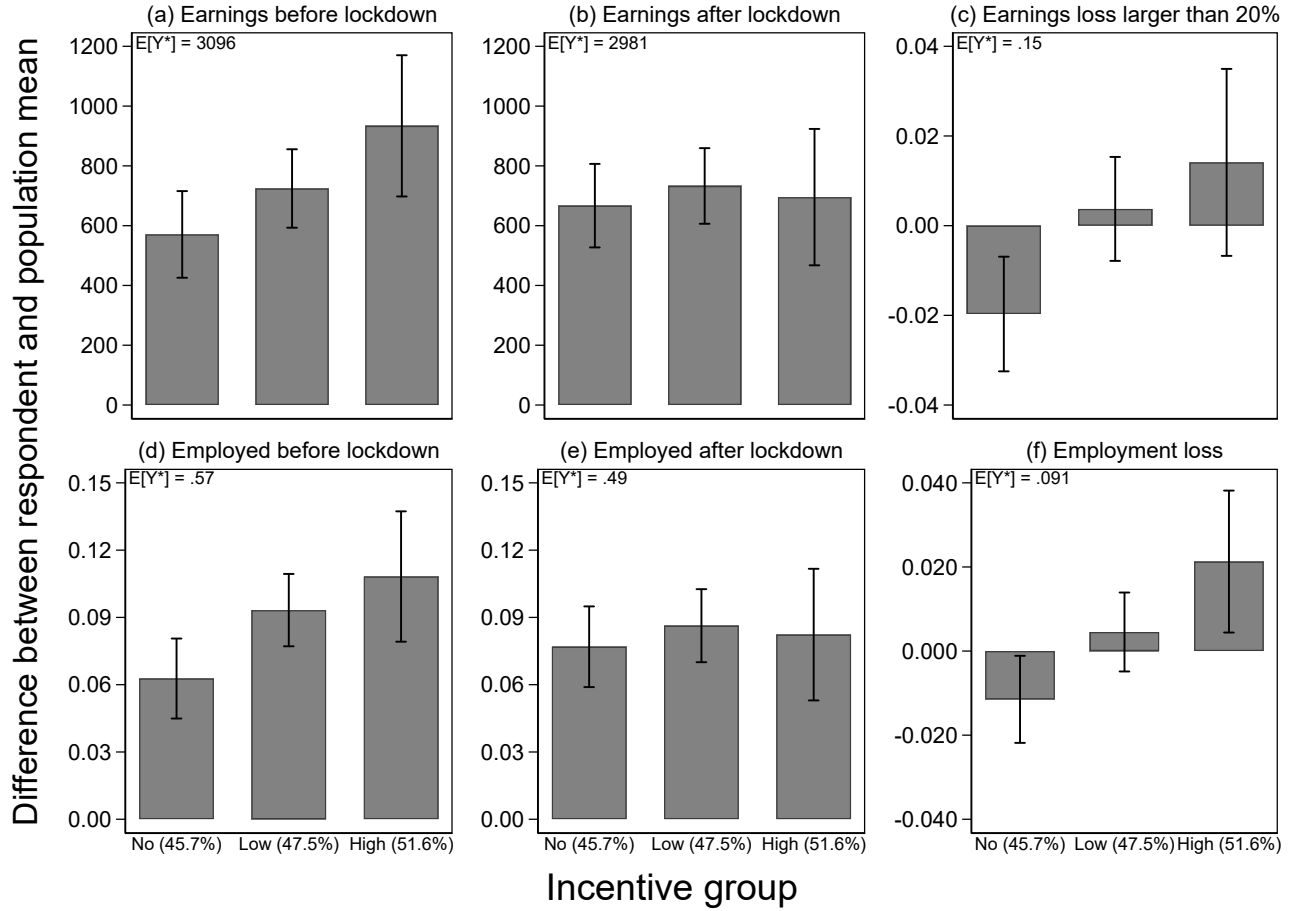 Difference between respondent and population mean
(a) Earnings before lockdown
E[Y*] = 3096
1200
1000
800
600
400
200
0
(b) Earnings after lockdown
E[Y*] = 2981
1200
1000
800
600
400
200
0
(c) Earnings loss larger than 20%
E[Y*] = .15
0.04
0.02
0.00
-0.02
-0.04
(d) Employed before lockdown
E[Y*] = .57
0.15
0.12
0.09
0.06
0.03
0.00
No (45.7%) Low (47.5%) High (51.6%)
(e) Employed after lockdown
E[Y*] = .49
0.15
0.12
0.09
0.06
0.03
0.00
No (45.7%) Low (47.5%) High (51.6%)
(f) Employment loss
E[Y*] = .091
0.040
0.020
0.000
-0.020
-0.040
No (45.7%) Low (47.5%) High (51.6%)
Incentive group